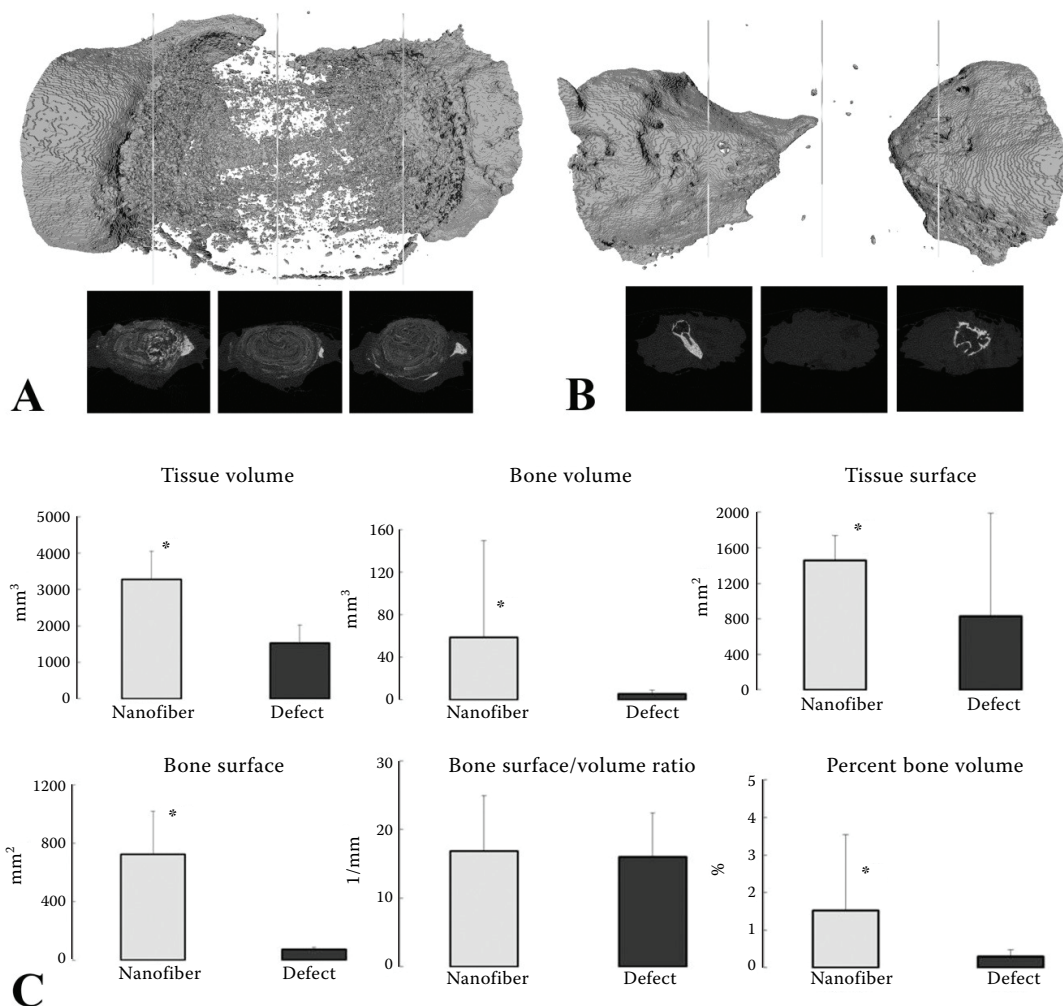 A
B
Tissue volume
mm³
5000
4000
3000
2000
1000
0
*
Nanofiber
Defect
Bone volume
mm³
160
120
80
60
40
0
*
Nanofiber
Defect
Tissue surface
mm²
2000
1600
1200
800
400
0
*
Nanofiber
Defect
Bone surface
mm²
1200
800
400
0
*
Nanofiber
Defect
Bone surface/volume ratio
1/mm
30
20
10
0
Nanofiber
Defect
Percent bone volume
%
5
4
3
2
1
0
*
Nanofiber
Defect
C